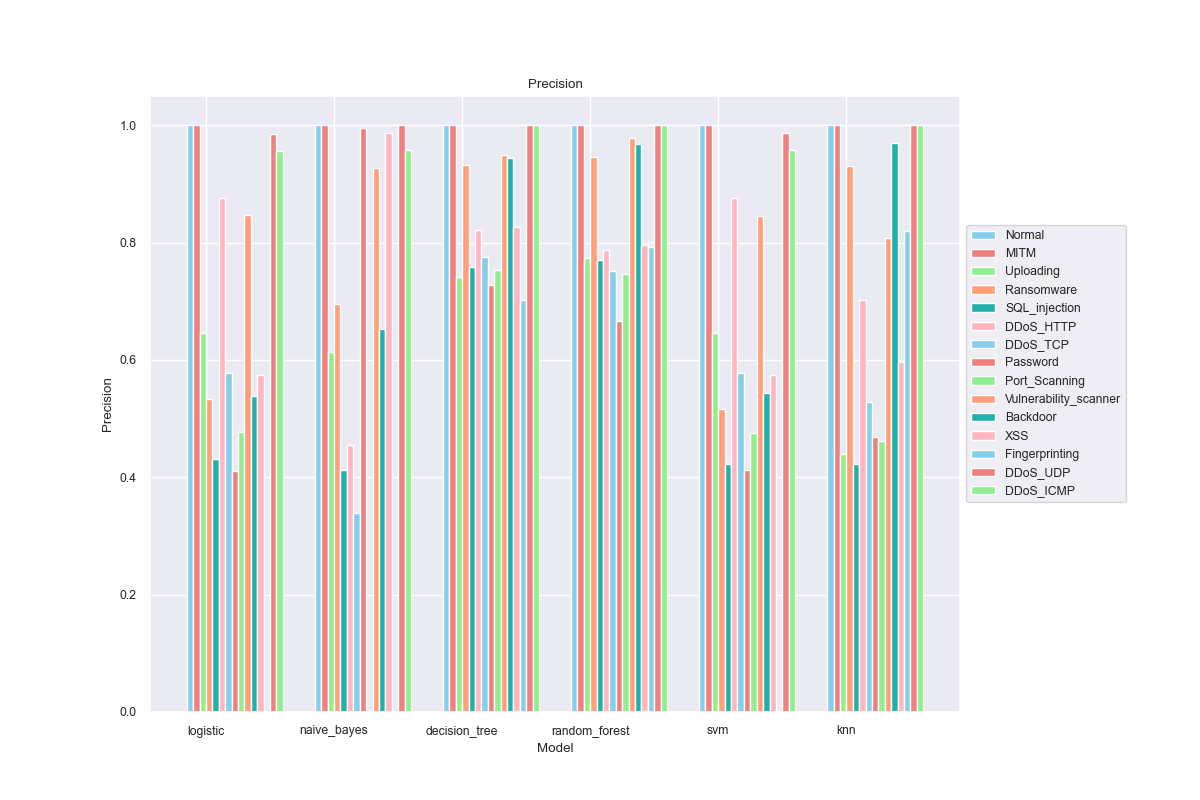 Precision
1.0
0.8
0.6
0.4
0.2
0.0
Precision
logistic
naive_bayes
decision_tree
random_forest
svm
knn
Model
Normal
MITM
Uploading
Ransomware
SQL_injection
DDoS_HTTP
DDoS_TCP
Password
Port_Scanning
Vulnerability_scanner
Backdoor
XSS
Fingerprinting
DDoS_UDP
DDoS_ICMP